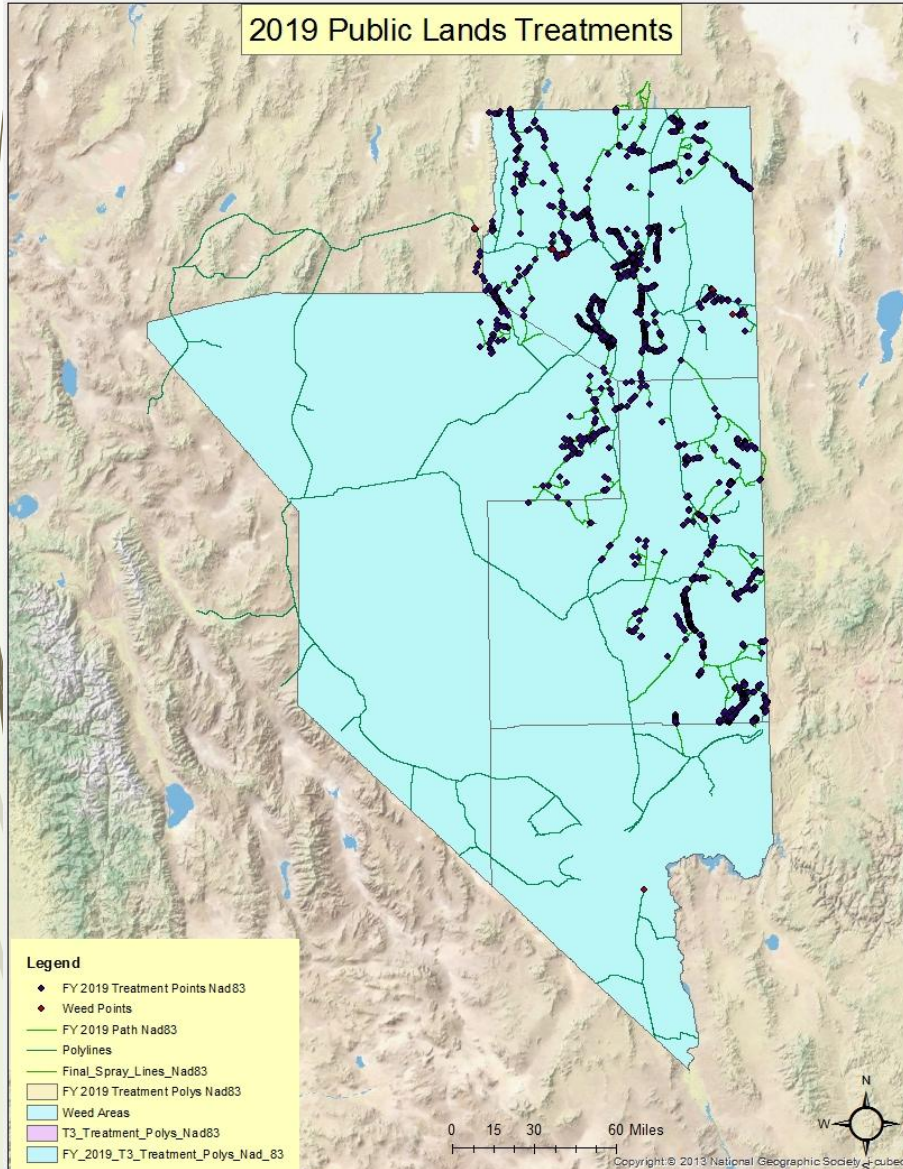 2019 Public Lands Treatments
Legend
FY 2019 Treatment Points Nad83
Weed Points
FY 2019 Path Nad83
Polylines
Final_Spray_Lines_Nad83
FY 2019 Treatment Polys Nad83
Weed Areas
T3_Treatment_Polys_Nad83
FY_2019_T3_Treatment_Polys_Nad_83
0 15 30 60 Miles
N
W
E
S
Copyright:© 2013 National Geographic Society, i-cubed